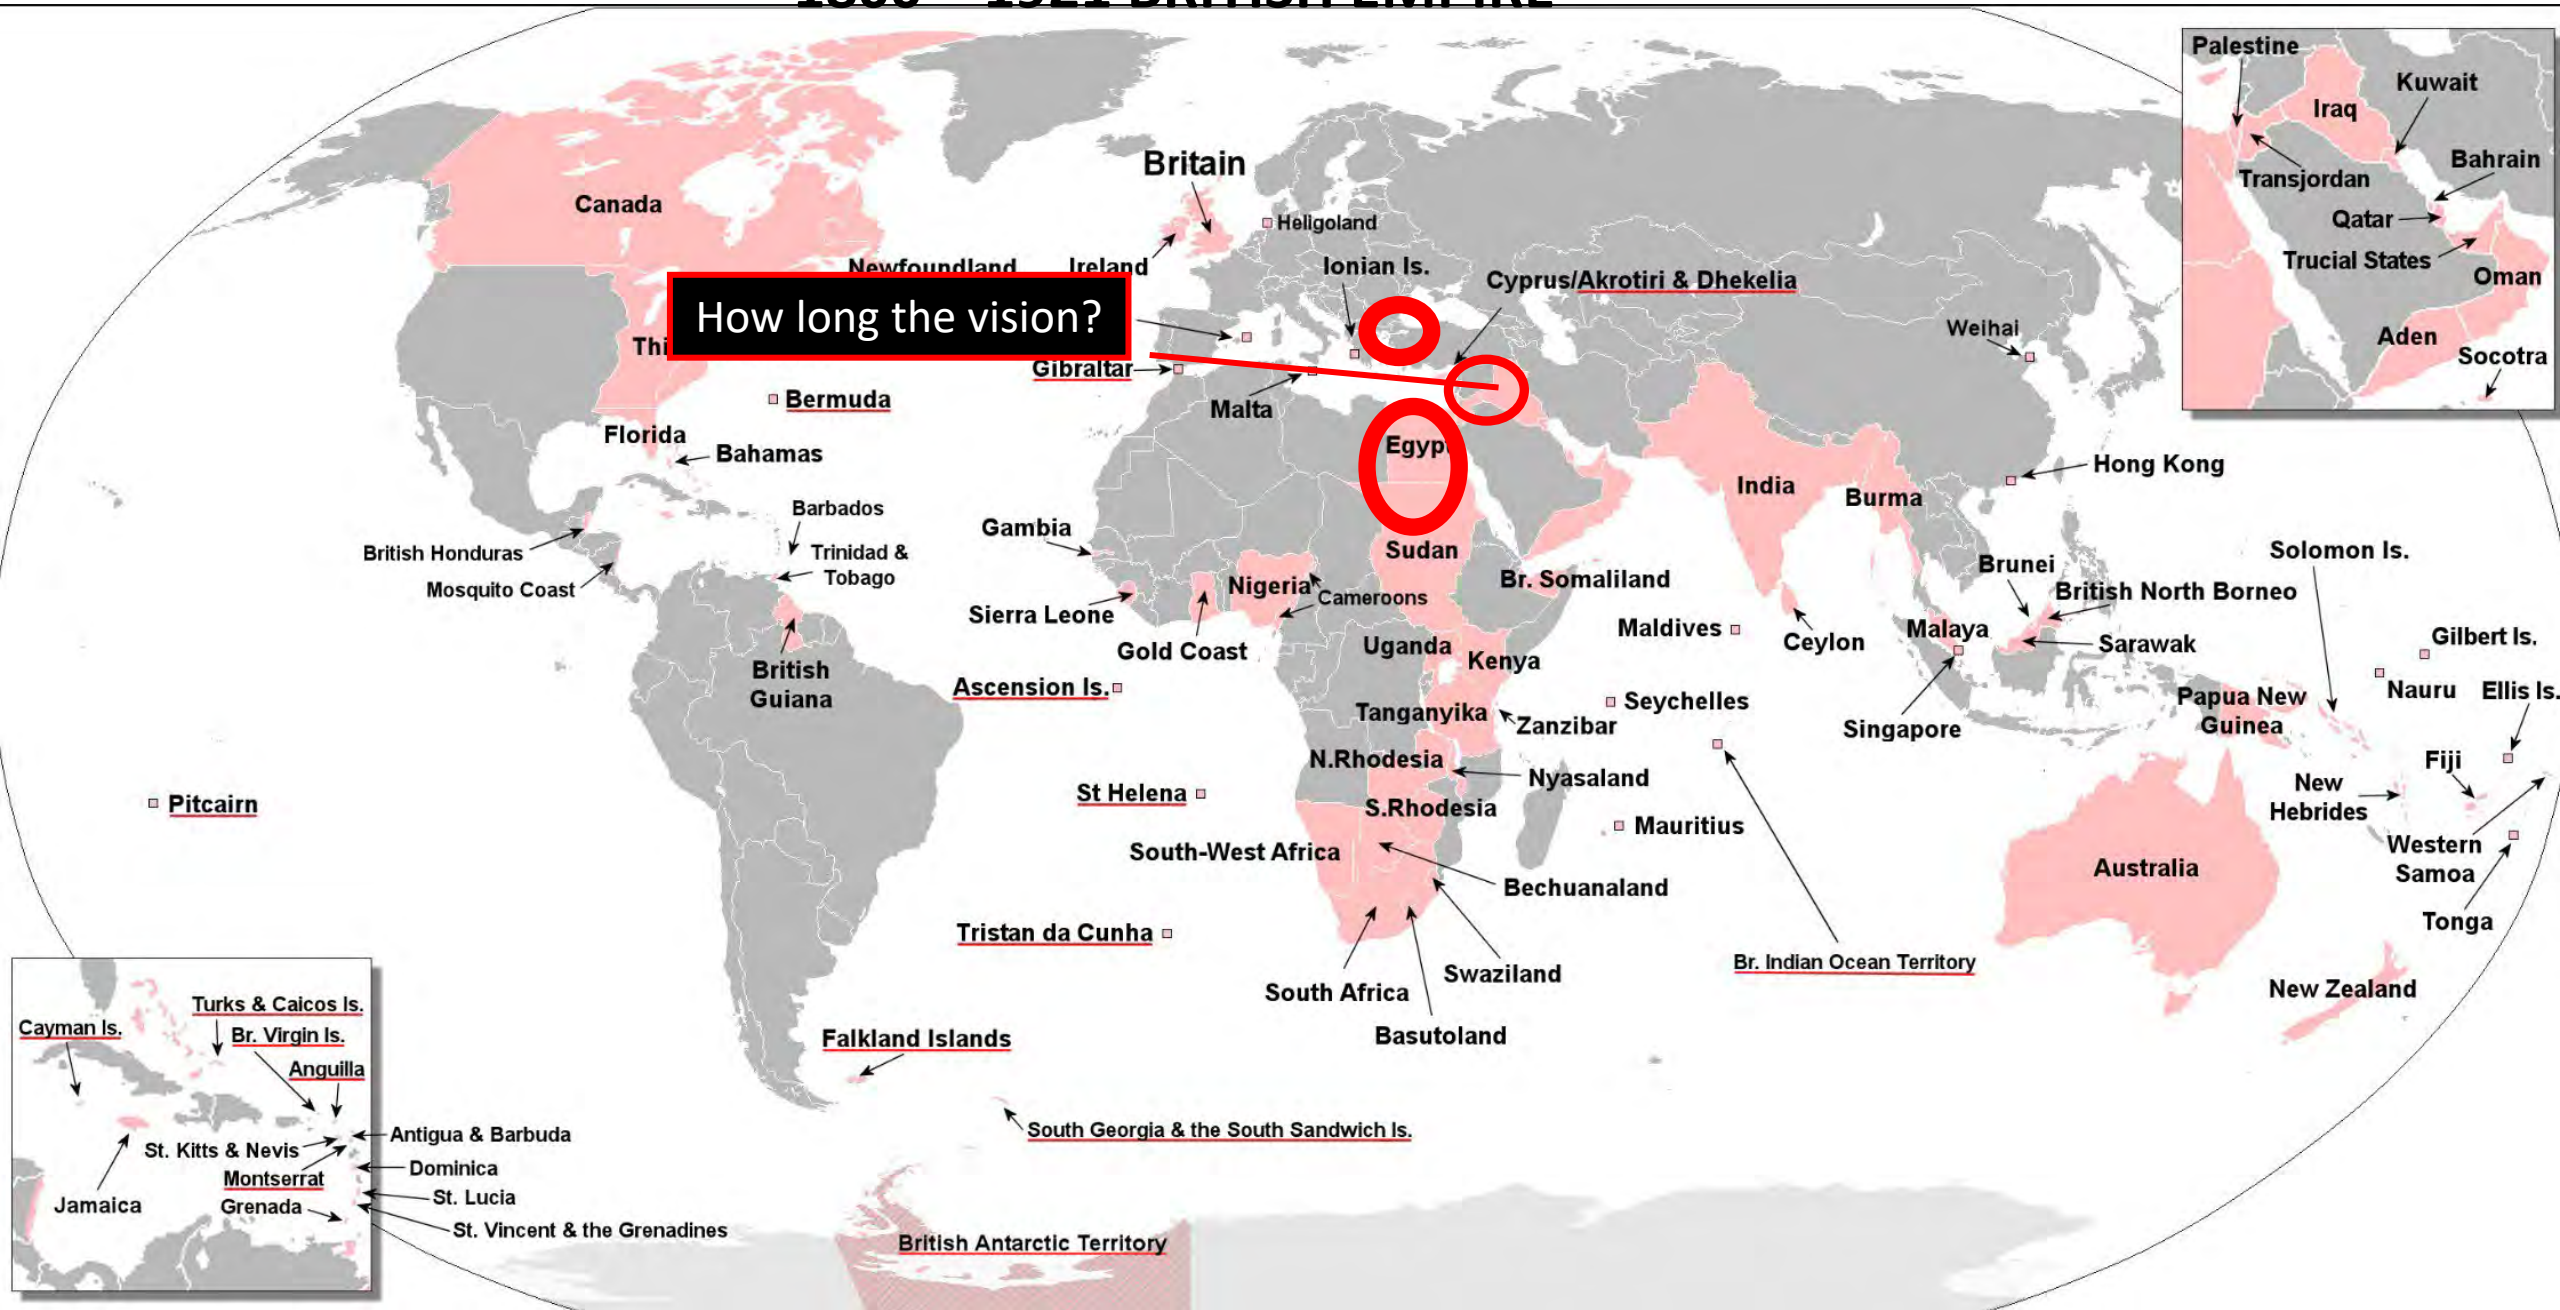 BRITISH EMPIRE
Palestine
Kuwait
Iraq
Bahrain
Transjordan
Qatar
Trucial States
Oman
Aden
Socotra
Britain
Canada
Heligoland
Newfoundland
Ireland
Ionian Is.
Cyprus/Akrotiri & Dhekelia
How long the vision?
Thi
Weihai
Gibraltar
Bermuda
Malta
Florida
Bahamas
Egypt
Hong Kong
India
Burma
Barbados
Gambia
British Honduras
Trinidad &
Tobago
Mosquito Coast
Sudan
Solomon Is.
Brunei
Br. Somaliland
British North Borneo
Nigeria
Cameroons
Sierra Leone
Maldives
Ceylon
Malaya
Sarawak
Gilbert Is.
Gold Coast
Uganda
Kenya
British
Guiana
Ascension Is.
Nauru
Ellis Is.
Papua New
Guinea
Seychelles
Tanganyika
Zanzibar
Singapore
N.Rhodesia
Nyasaland
Fiji
New
Hebrides
Pitcairn
St Helena
S.Rhodesia
Mauritius
South-West Africa
Western
Samoa
Australia
Bechuanaland
Tonga
Tristan da Cunha
Br. Indian Ocean Territory
Swaziland
South Africa
New Zealand
Basutoland
Turks & Caicos Is.
Cayman Is.
Br. Virgin Is.
Anguilla
Falkland Islands
South Georgia & the South Sandwich Is.
Antigua & Barbuda
St. Kitts & Nevis
Dominica
Montserrat
St. Lucia
Jamaica
Grenada
St. Vincent & the Grenadines
British Antarctic Territory